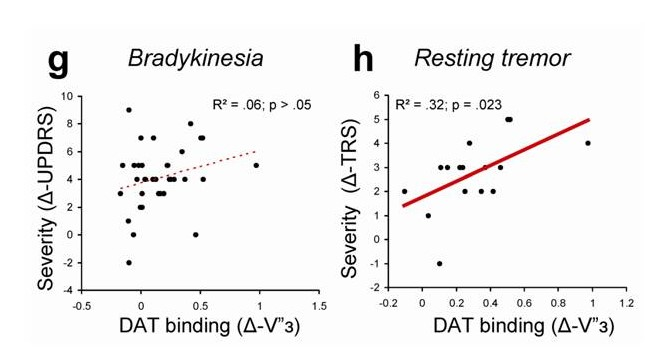 g Bradykinesia
R² = .06; p > .05
10
8
6
4
2
0
-2
-4
Severity (Δ-UPDRS)
-0.5 0 0.5 1 1.5
DAT binding (Δ-V”₃)
h Resting tremor
R² = .32; p = .023
6
5
4
3
2
1
0
-1
-2
Severity (Δ-TRS)
-0.2 0 0.2 0.4 0.6 0.8 1 1.2
DAT binding (Δ-V”₃)